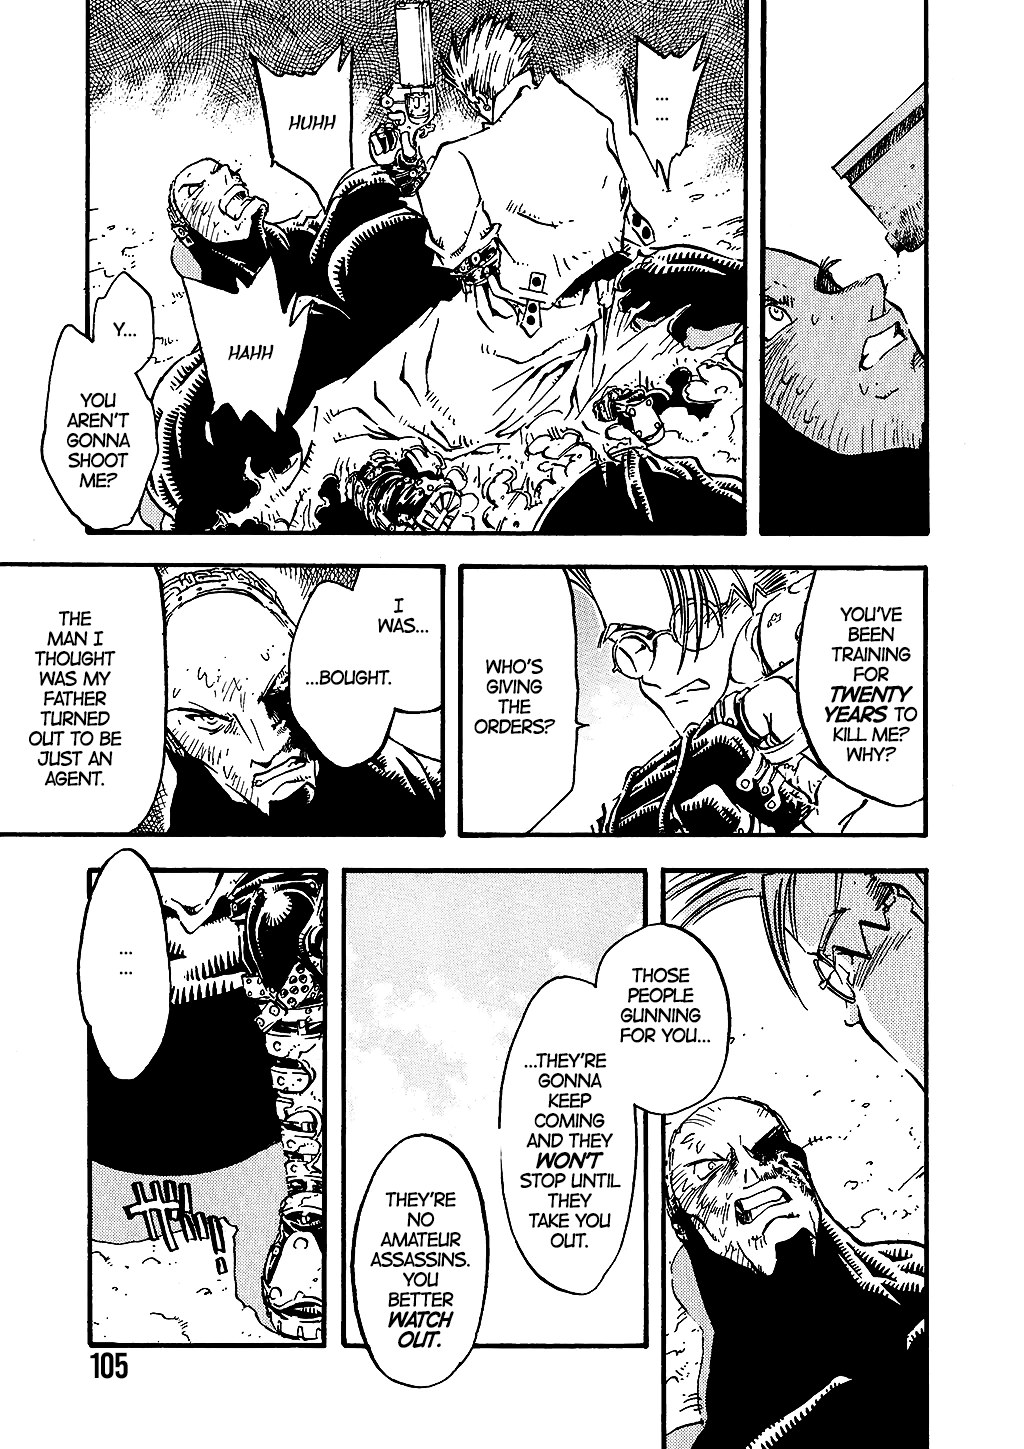 ...
...
HUHH
HAHH
Y...
YOU
AREN'T
GONNA
SHOOT
ME?
YOU'VE
BEEN
TRAINING
FOR
TWENTY
YEARS TO
KILL ME?
WHY?
WHO'S
GIVING
THE
ORDERS?
I
WAS...
...BOUGHT.
THE
MAN I
THOUGHT
WAS MY
FATHER
TURNED
OUT TO BE
JUST AN
AGENT.
THOSE
PEOPLE
GUNNING
FOR YOU...
...THEY'RE
GONNA
KEEP
COMING
AND THEY
WON'T
STOP UNTIL
THEY
TAKE YOU
OUT.
THEY'RE
NO
AMATEUR
ASSASSINS.
YOU
BETTER
WATCH
OUT.
...
...
105